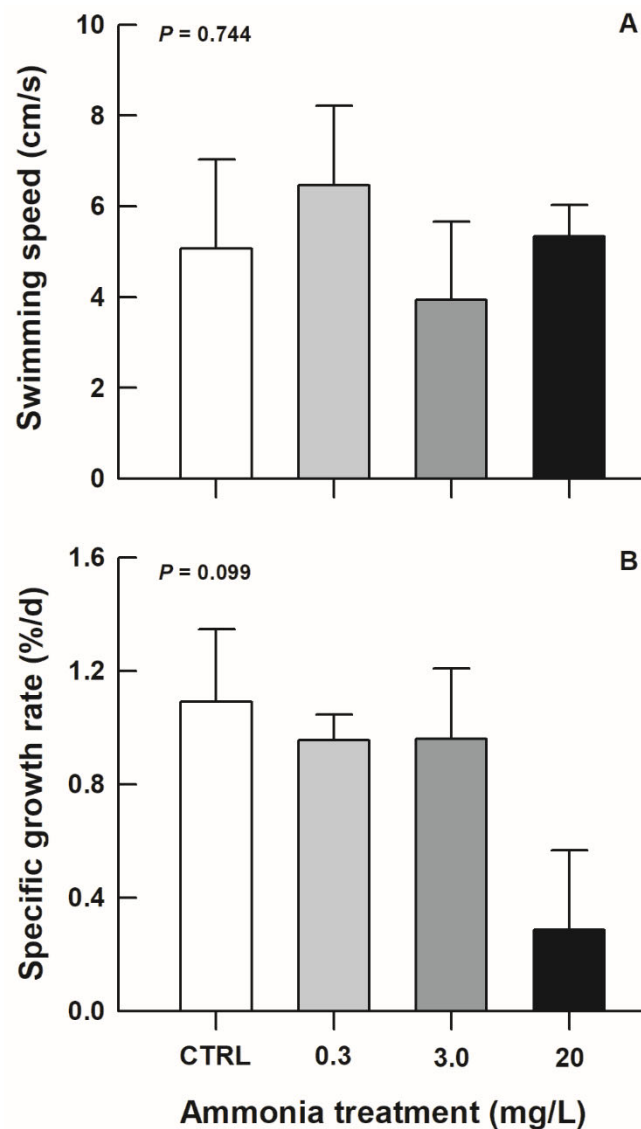 A
P = 0.744
Swimming speed (cm/s)
10
8
6
4
2
0
B
P = 0.099
Specific growth rate (%/d)
1.6
1.2
0.8
0.4
0.0
CTRL 0.3 3.0 20
Ammonia treatment (mg/L)